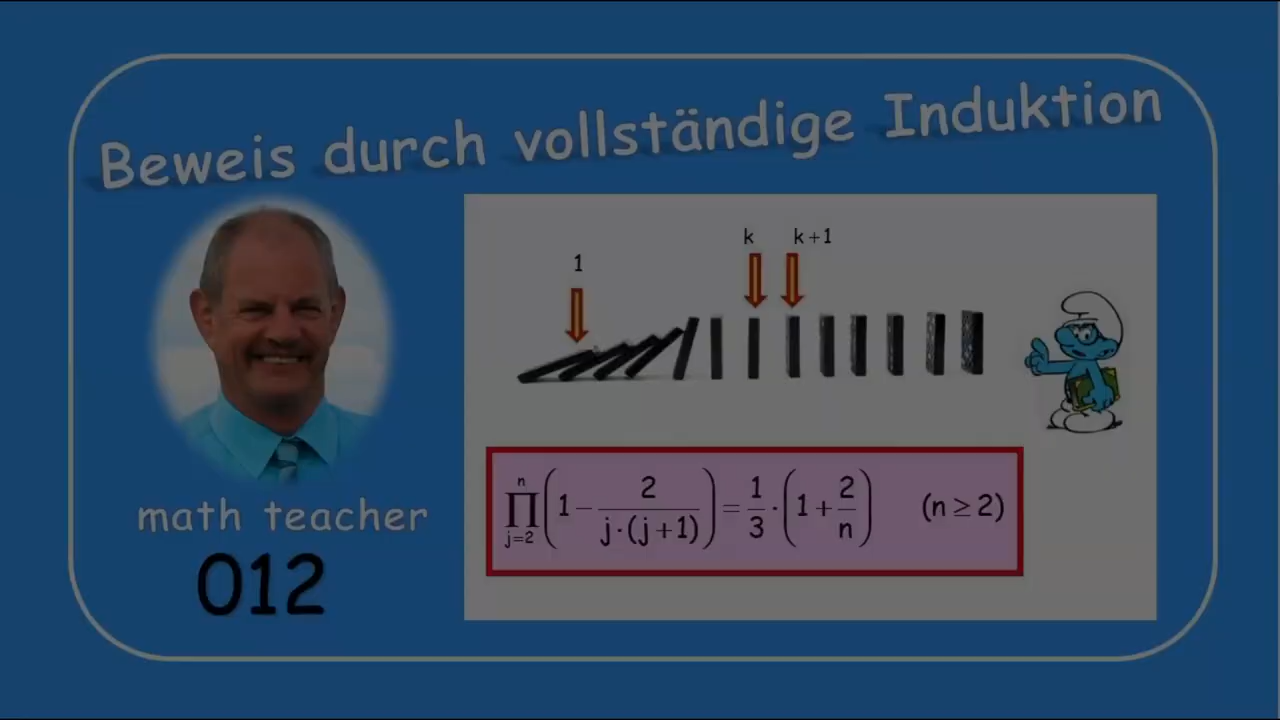 Beweis durch vollständige Induktion
1
k
k+1
math teacher
012
∏_{j=2}^{n} (1 − 2/(j·(j+1))) = 1/3·(1 + 2/n) (n ≥ 2)